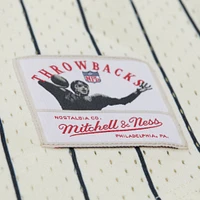 THROWBACKS
NFL
NOSTALGIA CO.
Mitchell & Ness
PHILADELPHIA, PA.